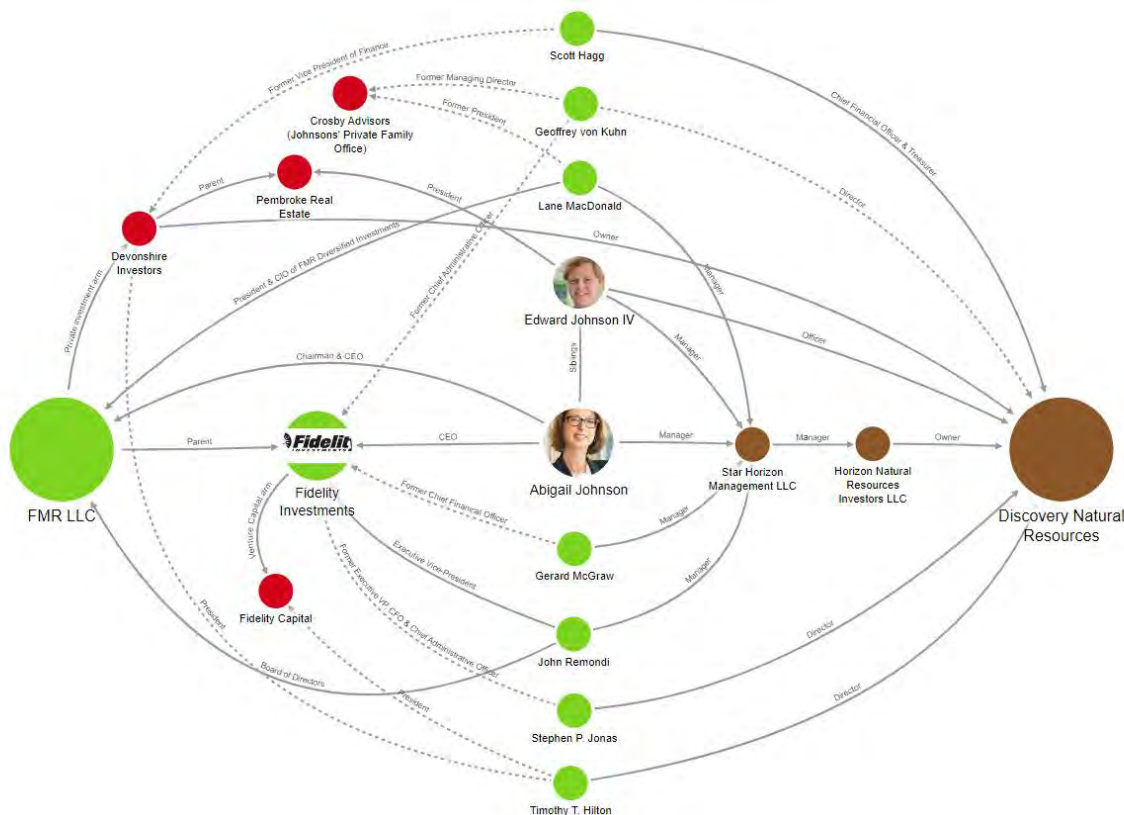 Scott Hagg
Former Vice President of Finance
Former Managing Director
Crosby Advisors
(Johnsons' Private Family
Office)
Former President
Geoffrey von Kuhn
Chief Financial Officer & Treasurer
Parent
Pembroke Real
Estate
President
Lane MacDonald
Director
Devonshire
Investors
Owner
President & CIO of FMR Diversified Investments
Former Chief Administrative Officer
Manager
Private investment arm
Edward Johnson IV
Officer
Manager
Siblings
Chairman & CEO
FMR LLC
Parent
Fidelit
INVESTMENTS
Fidelity
Investments
CEO
Abigail Johnson
Manager
Star Horizon
Management LLC
Manager
Horizon Natural
Resources
Investors LLC
Owner
Discovery Natural
Resources
Former Chief Financial Officer
Manager
Venture Capital arm
Gerard McGraw
Executive Vice-President
Manager
Fidelity Capital
Former Executive VP, CFO & Chief Administrative Officer
John Remondi
President
Board of Directors
Director
President
Stephen P. Jonas
Director
Timothy T. Hilton